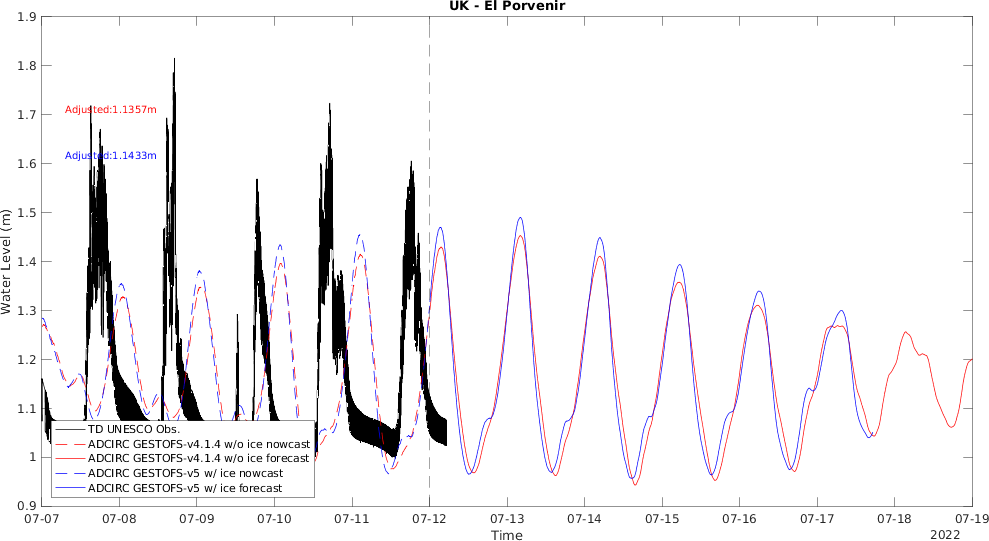 UK - El Porvenir
1.9
1.8
1.7
1.6
1.5
1.4
1.3
1.2
1.1
1
0.9
Water Level (m)
Adjusted:1.1357m
Adjusted:1.1433m
TD UNESCO Obs.
ADCIRC GESTOFS-v4.1.4 w/o ice nowcast
ADCIRC GESTOFS-v4.1.4 w/o ice forecast
ADCIRC GESTOFS-v5 w/ ice nowcast
ADCIRC GESTOFS-v5 w/ ice forecast
07-07 07-08 07-09 07-10 07-11 07-12 07-13 07-14 07-15 07-16 07-17 07-18 07-19
Time
2022